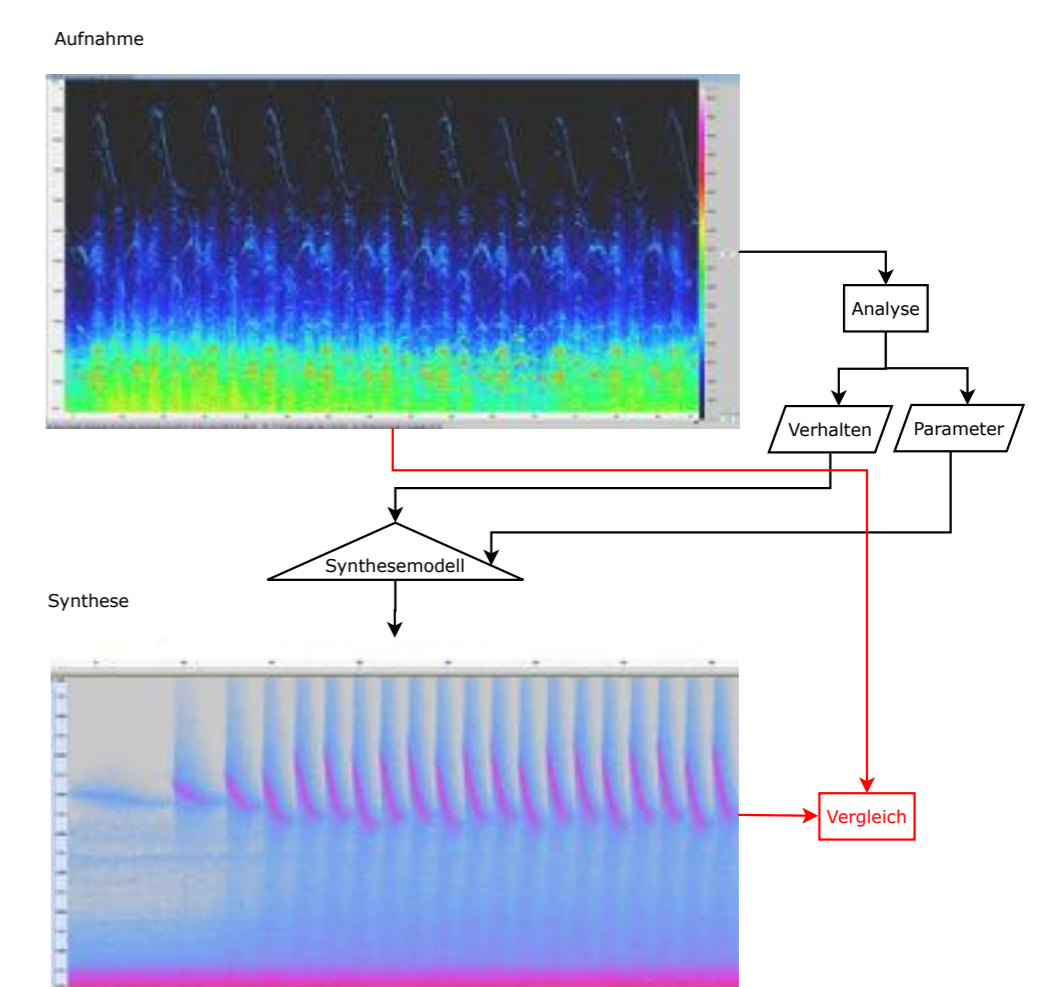 Aufnahme
Analyse
Verhalten
Parameter
Synthesemodell
Synthese
Vergleich